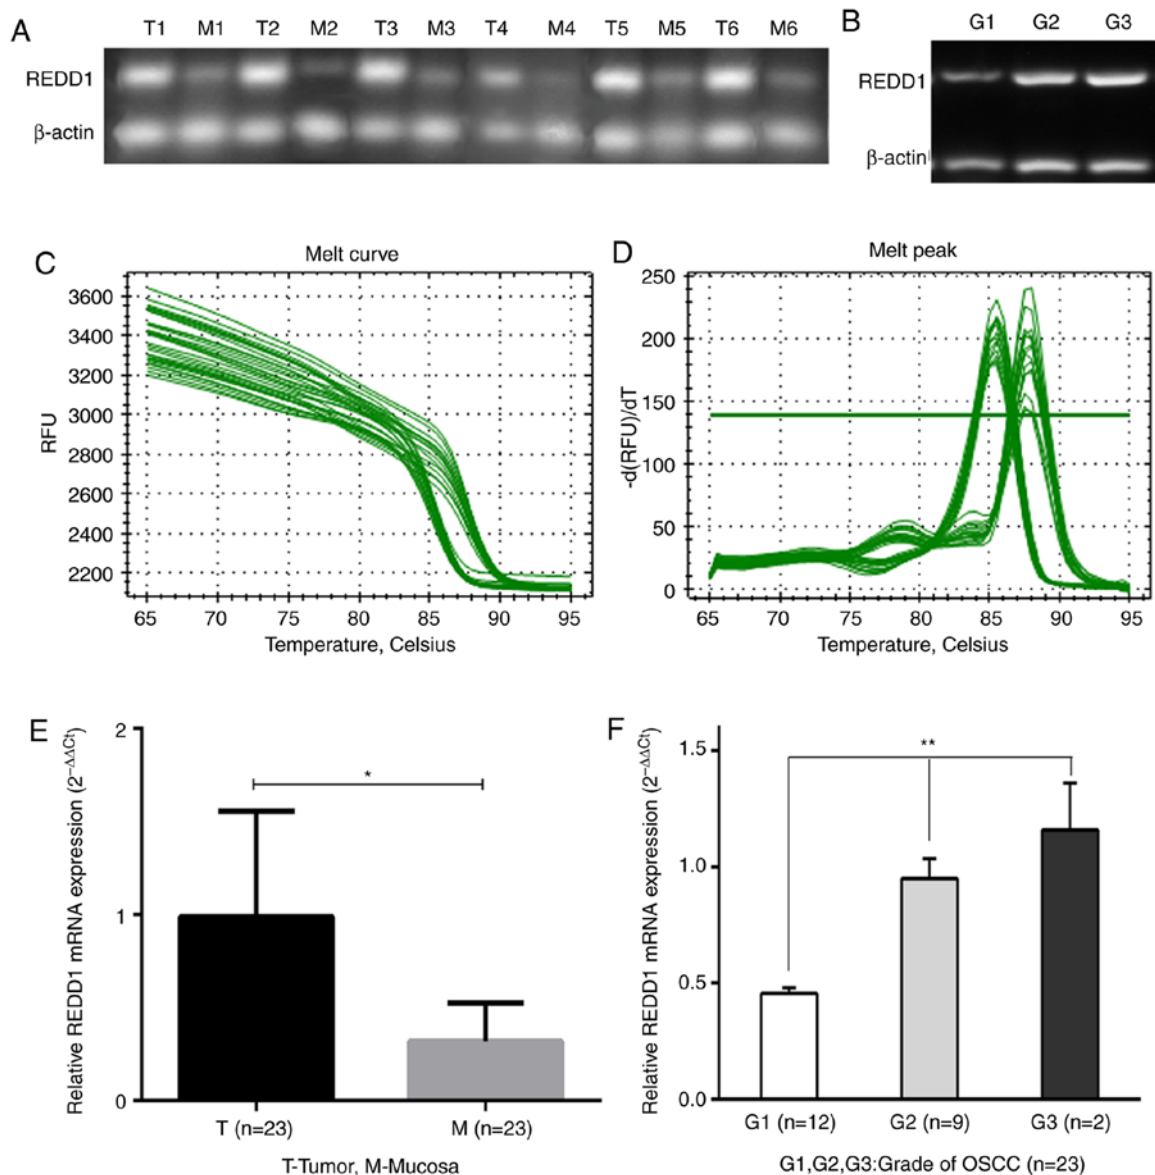 A
T1 M1 T2 M2 T3 M3 T4 M4 T5 M5 T6 M6
REDD1
β-actin
B
G1 G2 G3
REDD1
β-actin
C
Melt curve
RFU
3600
3400
3200
3000
2800
2600
2400
2200
65 70 75 80 85 90 95
Temperature, Celsius
D
Melt peak
-d(RFU)/dT
250
200
150
100
50
0
65 70 75 80 85 90 95
Temperature, Celsius
E
Relative REDD1 mRNA expression (2⁻ΔΔCt)
2
1
0
*
T (n=23) M (n=23)
T-Tumor, M-Mucosa
F
Relative REDD1 mRNA expression (2⁻ΔΔCt)
1.5
1.0
0.5
0.0
**
G1 (n=12) G2 (n=9) G3 (n=2)
G1,G2,G3:Grade of OSCC (n=23)